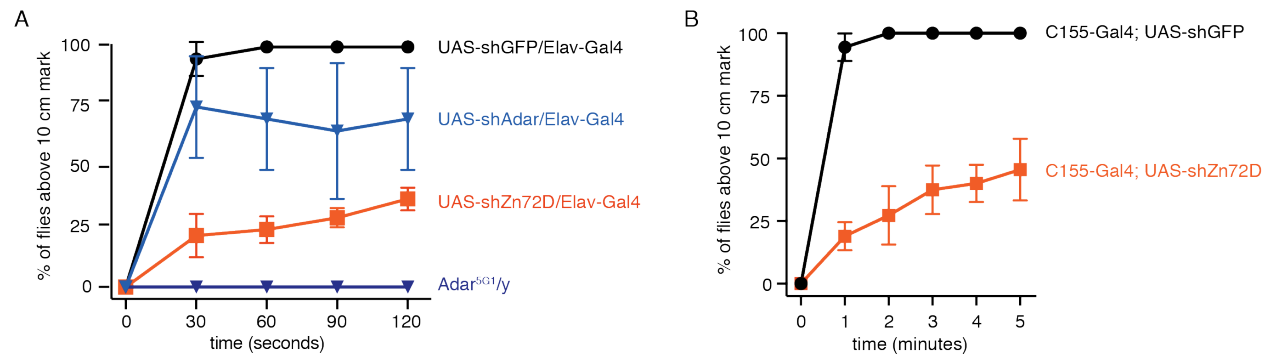 A
% of flies above 10 cm mark
100
75
50
25
0
0 30 60 90 120
time (seconds)
UAS-shGFP/Elav-Gal4
UAS-shAdar/Elav-Gal4
UAS-shZn72D/Elav-Gal4
Adar5G1/y
B
% of flies above 10 cm mark
100
75
50
25
0
0 1 2 3 4 5
time (minutes)
C155-Gal4; UAS-shGFP
C155-Gal4; UAS-shZn72D